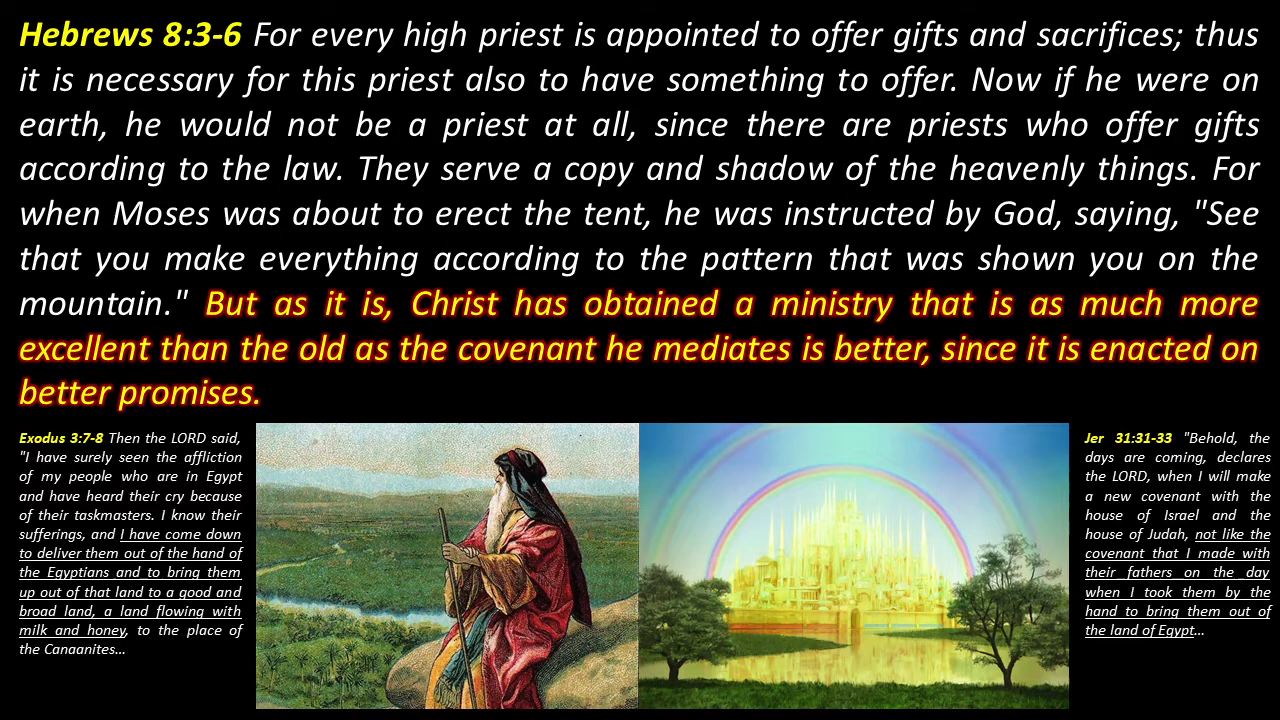 Hebrews 8:3-6 For every high priest is appointed to offer gifts and sacrifices; thus
it is necessary for this priest also to have something to offer. Now if he were on
earth, he would not be a priest at all, since there are priests who offer gifts
according to the law. They serve a copy and shadow of the heavenly things. For
when Moses was about to erect the tent, he was instructed by God, saying, "See
that you make everything according to the pattern that was shown you on the
mountain." But as it is, Christ has obtained a ministry that is as much more
excellent than the old as the covenant he mediates is better, since it is enacted on
better promises.
Exodus 3:7-8 Then the LORD said,
"I have surely seen the affliction
of my people who are in Egypt
and have heard their cry because
of their taskmasters. I know their
sufferings, and I have come down
to deliver them out of the hand of
the Egyptians and to bring them
up out of that land to a good and
broad land, a land flowing with
milk and honey, to the place of
the Canaanites…
Jer 31:31-33 "Behold, the
days are coming, declares
the LORD, when I will make
a new covenant with the
house of Israel and the
house of Judah, not like the
covenant that I made with
their fathers on the day
when I took them by the
hand to bring them out of
the land of Egypt…